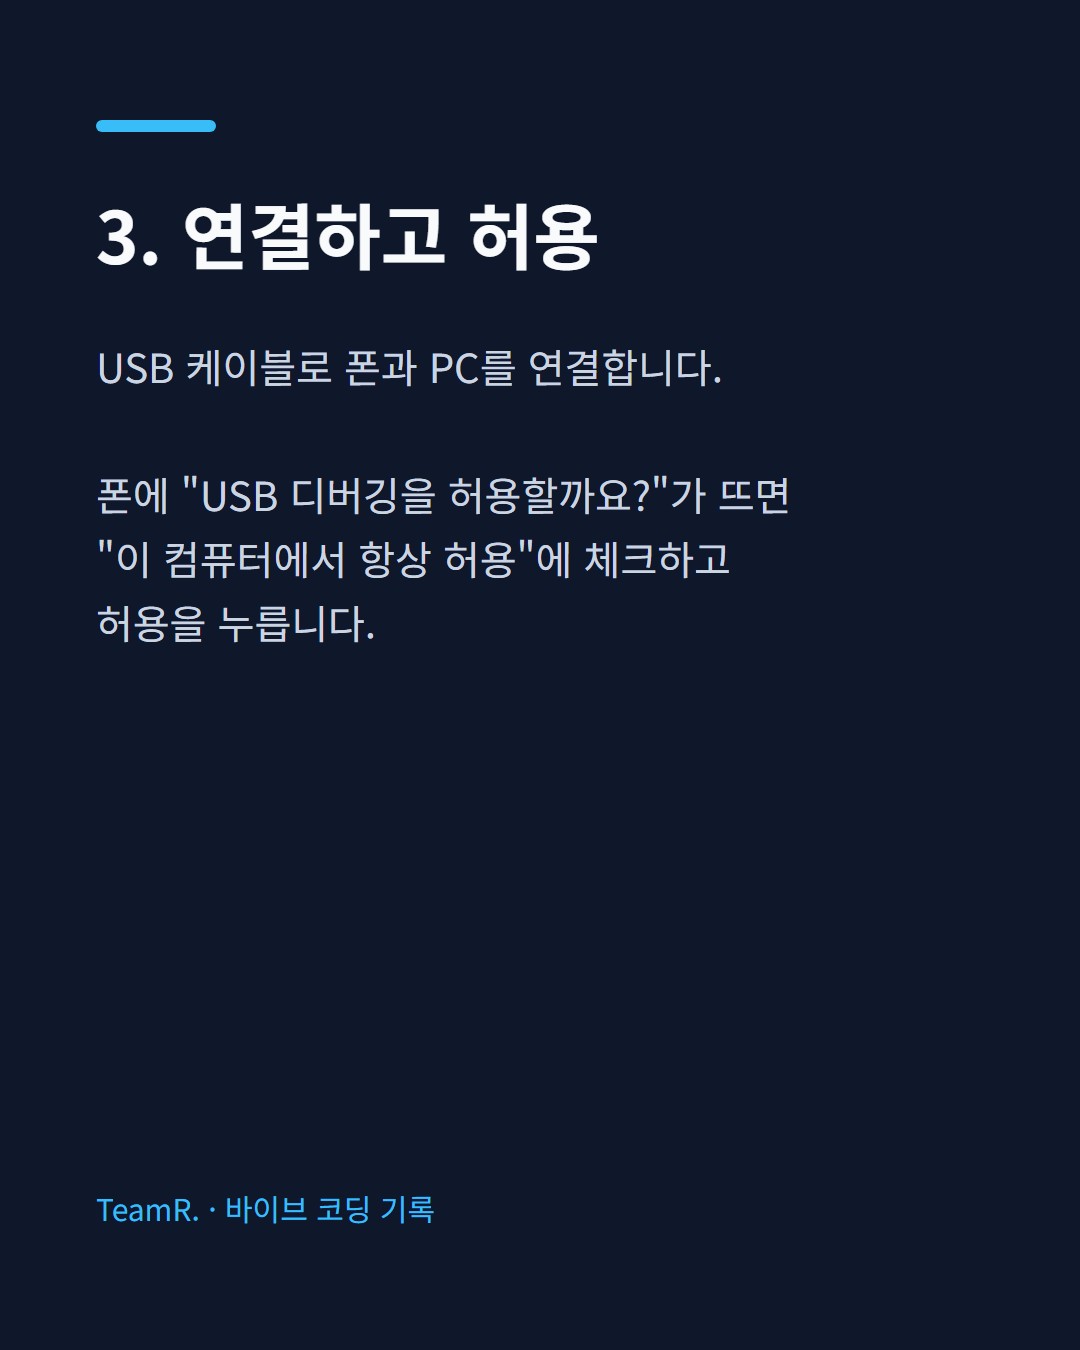 3. 연결하고 허용
USB 케이블로 폰과 PC를 연결합니다.
폰에 "USB 디버깅을 허용할까요?"가 뜨면
"이 컴퓨터에서 항상 허용"에 체크하고
허용을 누릅니다.
TeamR. · 바이브 코딩 기록